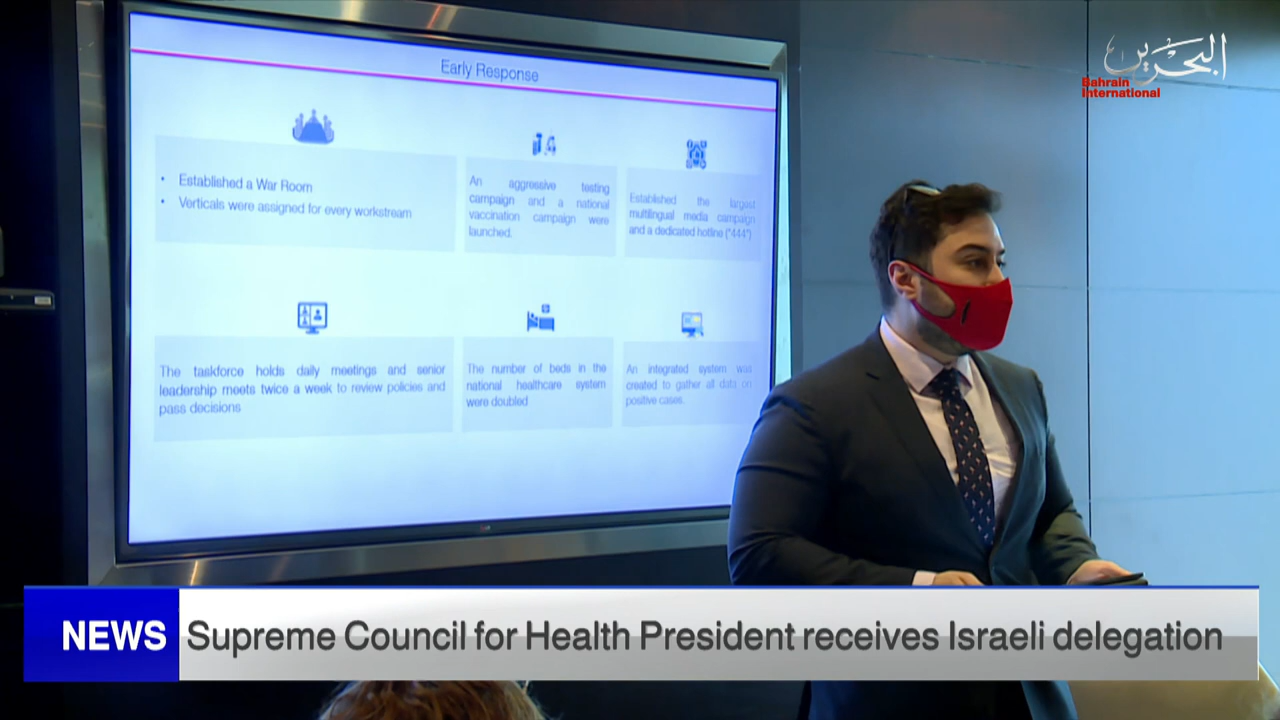 البحرين
Bahrain
International
Early Response
• Established a War Room
• Verticals were assigned for every workstream
An aggressive testing
campaign and a national
vaccination campaign were
launched.
Established the largest
multilingual media campaign
and a dedicated hotline ("444")
The taskforce holds daily meetings and senior
leadership meets twice a week to review policies and
pass decisions
The number of beds in the
national healthcare system
were doubled
An integrated system was
created to gather all data on
positive cases.
NEWS
Supreme Council for Health President receives Israeli delegation